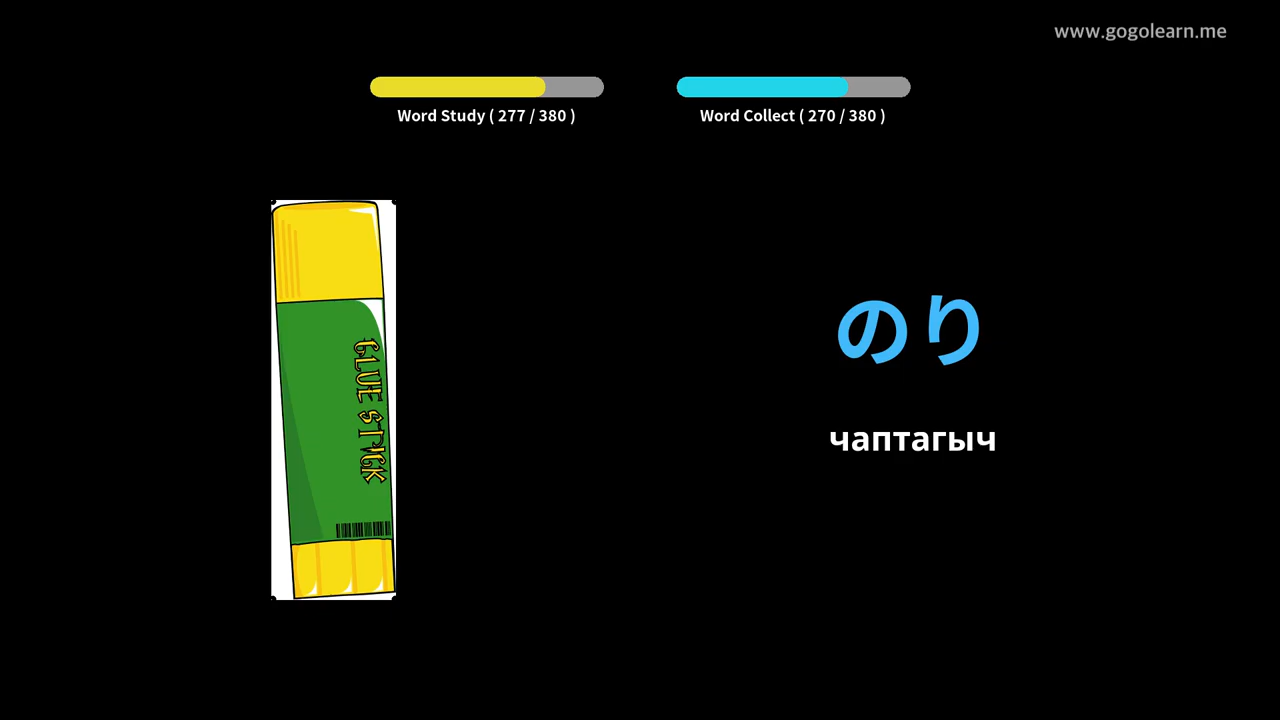 www.gogolearn.me
Word Study ( 277 / 380 )
Word Collect ( 270 / 380 )
GLUE STICK
のり
чаптагыч